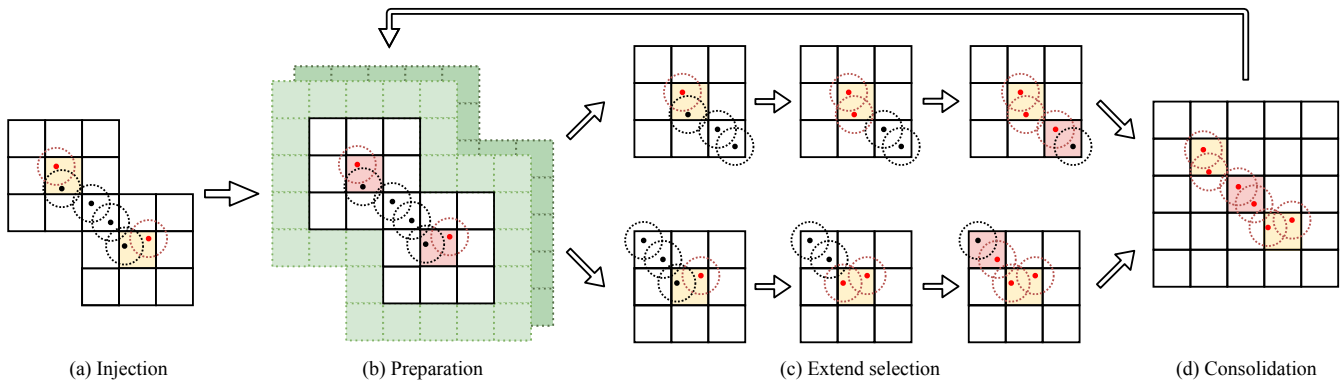 (a) Injection
(b) Preparation
(c) Extend selection
(d) Consolidation